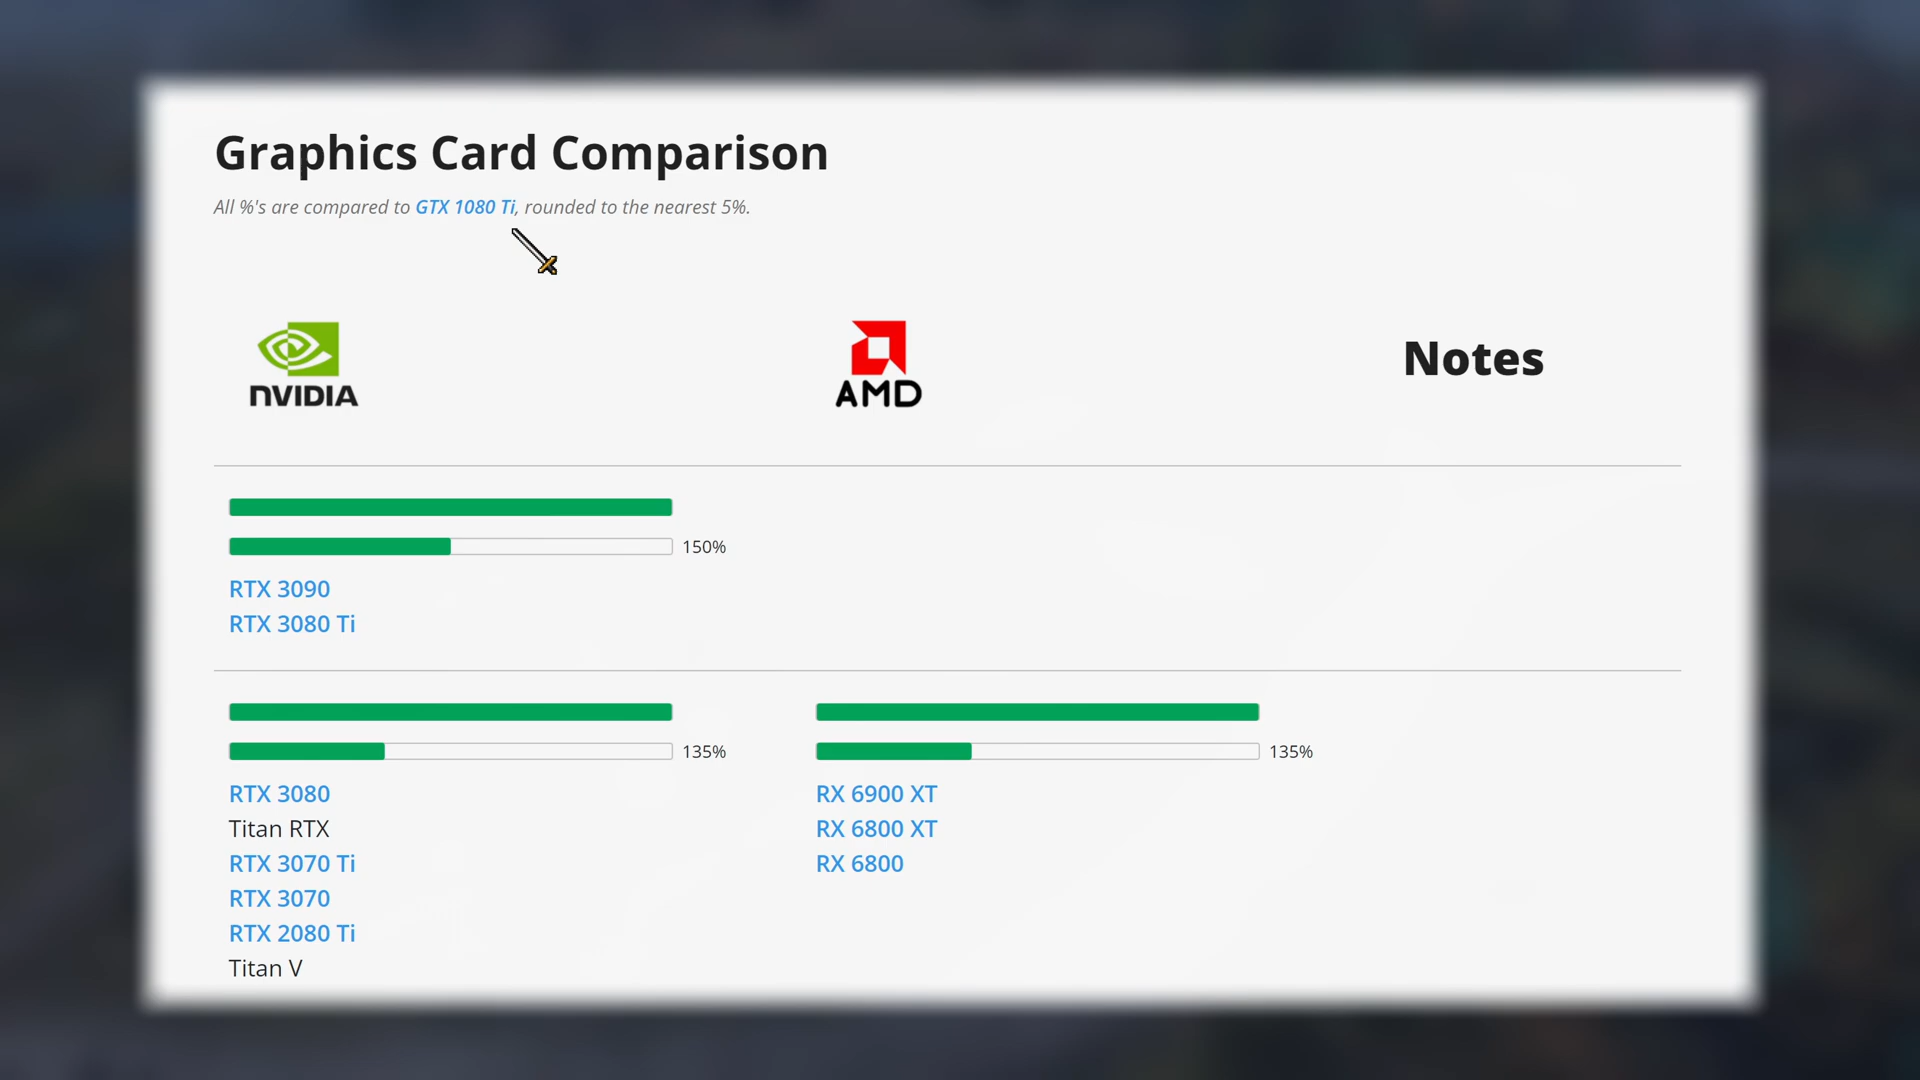 Graphics Card Comparison
All %'s are compared to GTX 1080 Ti, rounded to the nearest 5%.
NVIDIA
AMD
Notes
150%
RTX 3090
RTX 3080 Ti
135%
RTX 3080
Titan RTX
RTX 3070 Ti
RTX 3070
RTX 2080 Ti
Titan V
135%
RX 6900 XT
RX 6800 XT
RX 6800